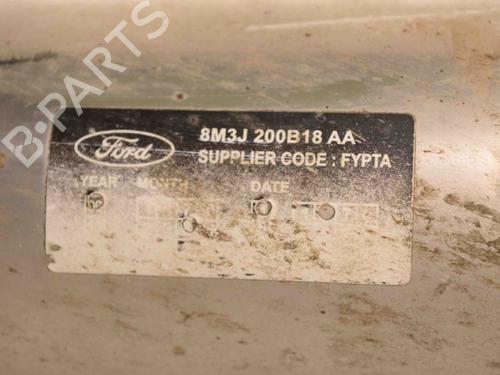 B-PARTS
Ford
8M3J 200B18 AA
SUPPLIER CODE : FYPTA
YEAR MONTH DATE